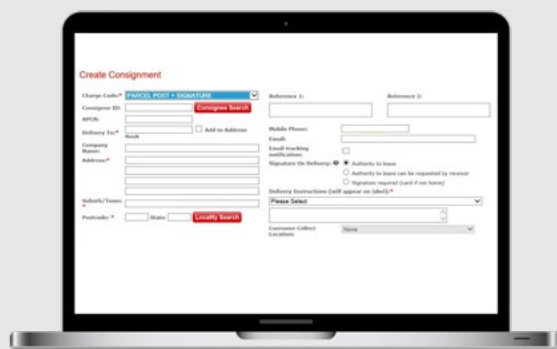 Create Consignment
Charge Code:* PARCEL POST + SIGNATURE
Consignee ID: Consignee Search
APCN:
Delivery To:* Add to Address
Book
Company
Name:
Address:*
Suburb/Town:
*
Postcode: * State: Locality Search
Reference 1: Reference 2:
Mobile Phone:
Email:
Email tracking
notification:
Signature On Delivery: Authority to leave
Authority to leave can be requested by receiver
Signature required (card if not home)
Delivery Instructions (will appear on label):*
Please Select
Customer Collect None
Location: